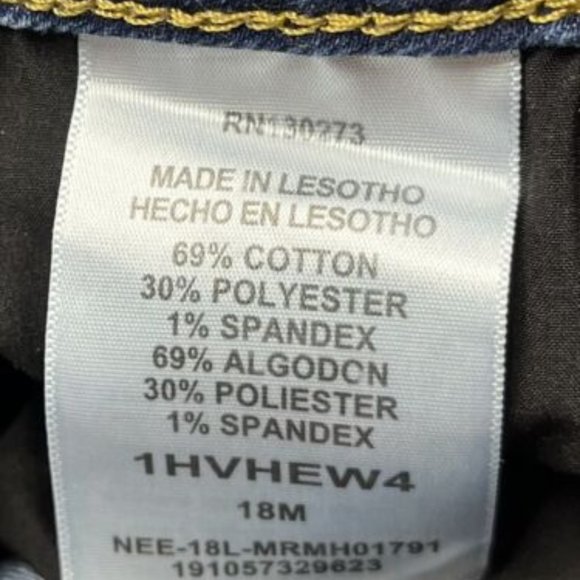 RN130273
MADE IN LESOTHO
HECHO EN LESOTHO
69% COTTON
30% POLYESTER
1% SPANDEX
69% ALGODON
30% POLIESTER
1% SPANDEX
1HVHEW4
18M
NEE-18L-MRMH01791
191057329623